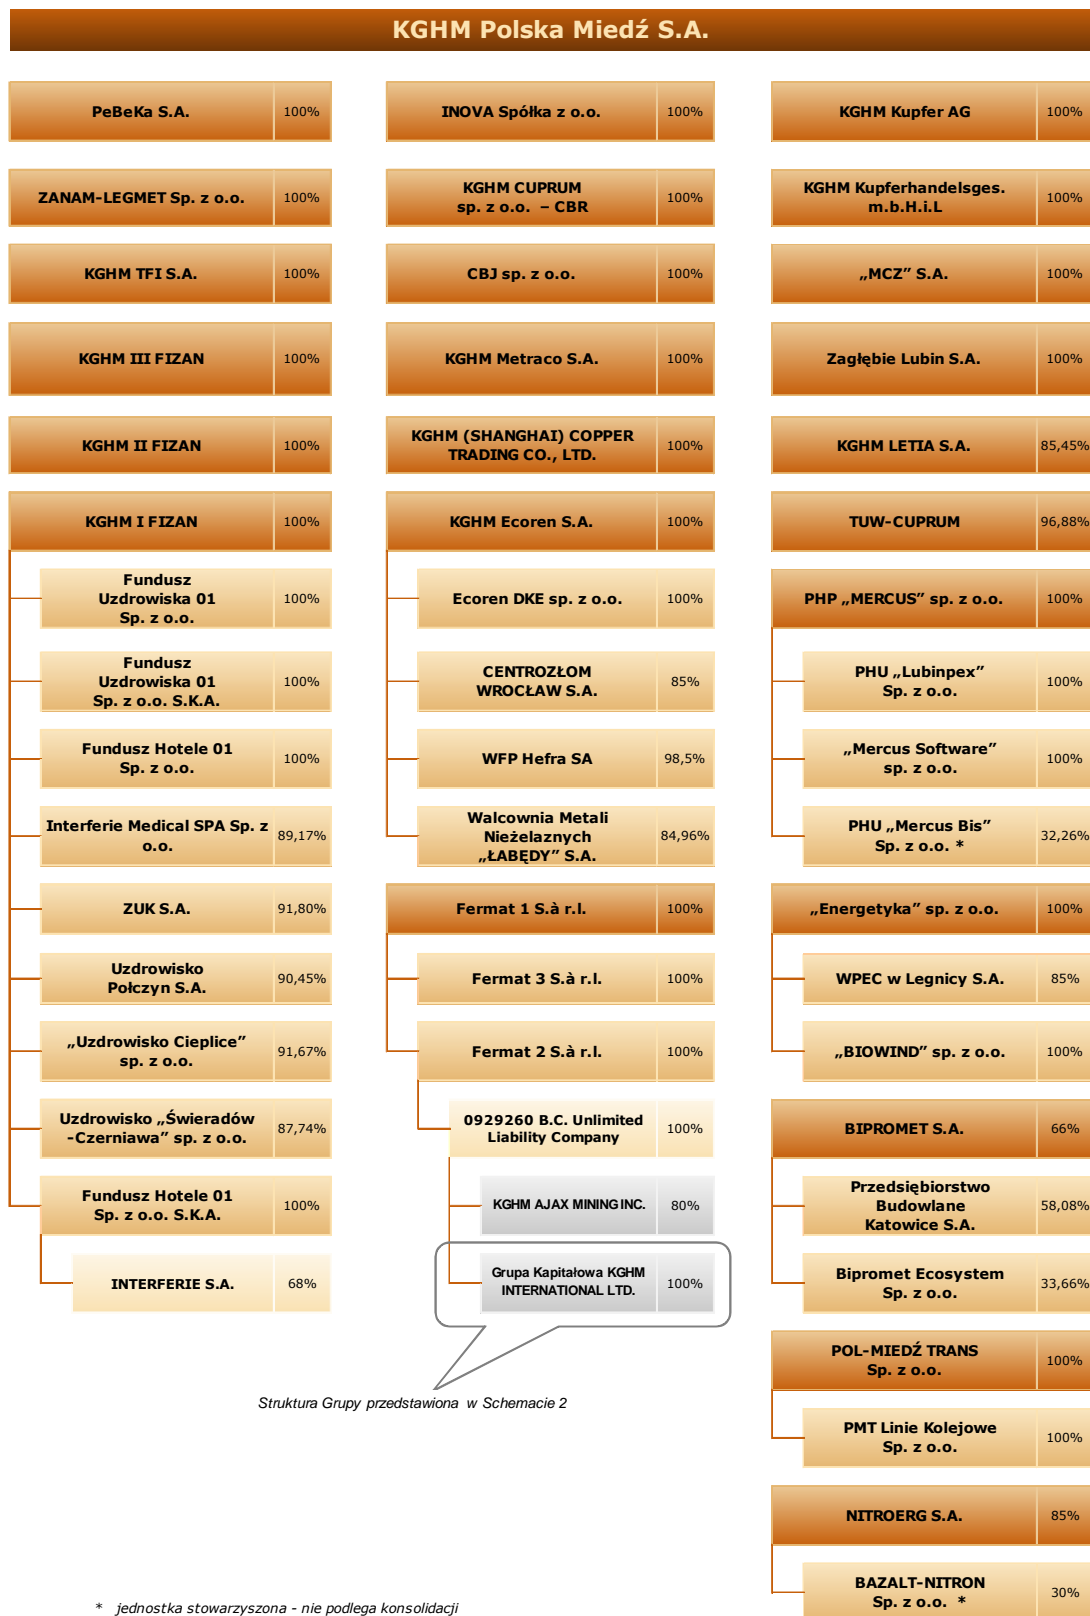 KGHM Polska Miedź S.A.
PeBeKa S.A. 100%
ZANAM-LEGMET Sp. z o.o. 100%
KGHM TFI S.A. 100%
KGHM III FIZAN 100%
KGHM II FIZAN 100%
KGHM I FIZAN 100%
Fundusz
Uzdrowiska 01
Sp. z o.o.
100%
Fundusz
Uzdrowiska 01
Sp. z o.o. S.K.A.
100%
Fundusz Hotele 01
Sp. z o.o.
100%
Interferie Medical SPA Sp. z
o.o.
89,17%
ZUK S.A. 91,80%
Uzdrowisko
Połczyn S.A.
90,45%
„Uzdrowisko Cieplice”
sp. z o.o.
91,67%
Uzdrowisko „Świeradów
-Czerniawa” sp. z o.o.
87,74%
Fundusz Hotele 01
Sp. z o.o. S.K.A.
100%
INTERFERIE S.A. 68%
INOVA Spółka z o.o. 100%
KGHM CUPRUM
sp. z o.o. – CBR
100%
CBJ sp. z o.o. 100%
KGHM Metraco S.A. 100%
KGHM (SHANGHAI) COPPER
TRADING CO., LTD.
100%
KGHM Ecoren S.A. 100%
Ecoren DKE sp. z o.o. 100%
CENTROZŁOM
WROCŁAW S.A.
85%
WFP Hefra SA 98,5%
Walcownia Metali
Nieżelaznych
„ŁABĘDY” S.A.
84,96%
Fermat 1 S.à r.l. 100%
Fermat 3 S.à r.l. 100%
Fermat 2 S.à r.l. 100%
0929260 B.C. Unlimited
Liability Company
100%
KGHM AJAX MINING INC. 80%
Grupa Kapitałowa KGHM
INTERNATIONAL LTD.
100%
Struktura Grupy przedstawiona w Schemacie 2
KGHM Kupfer AG 100%
KGHM Kupferhandelsges.
m.b.H.i.L
100%
„MCZ” S.A. 100%
Zagłębie Lubin S.A. 100%
KGHM LETIA S.A. 85,45%
TUW-CUPRUM 96,88%
PHP „MERCUS” sp. z o.o. 100%
PHU „Lubinpex”
Sp. z o.o.
100%
„Mercus Software”
sp. z o.o.
100%
PHU „Mercus Bis”
Sp. z o.o. *
32,26%
„Energetyka” sp. z o.o. 100%
WPEC w Legnicy S.A. 85%
„BIOWIND” sp. z o.o. 100%
BIPROMET S.A. 66%
Przedsiębiorstwo
Budowlane
Katowice S.A.
58,08%
Bipromet Ecosystem
Sp. z o.o.
33,66%
POL-MIEDŹ TRANS
Sp. z o.o.
100%
PMT Linie Kolejowe
Sp. z o.o.
100%
NITROERG S.A. 85%
BAZALT-NITRON
Sp. z o.o. *
30%
* jednostka stowarzyszona - nie podlega konsolidacji